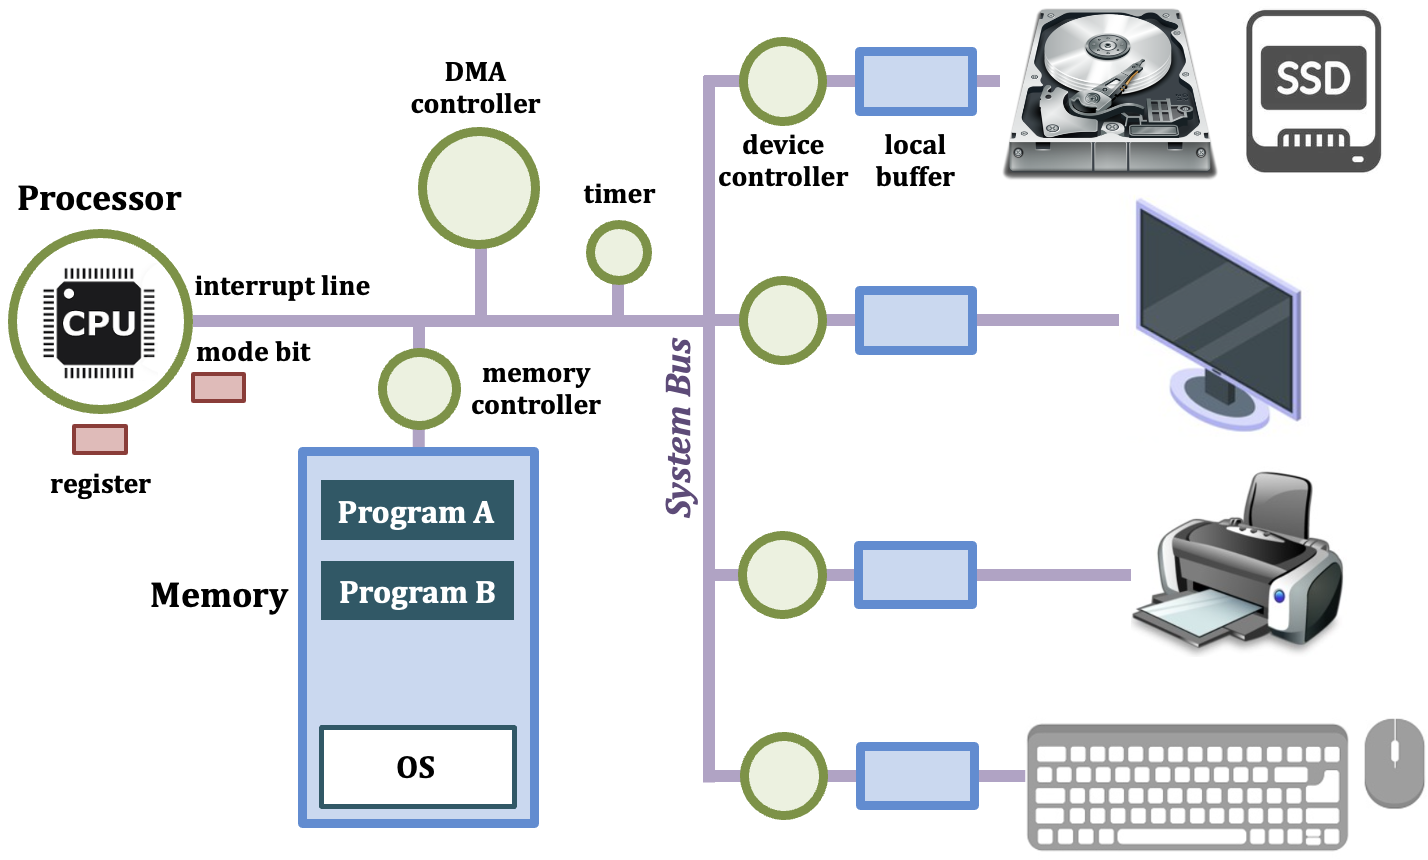 DMA
controller
Processor
CPU
interrupt line
mode bit
register
timer
memory
controller
Memory
Program A
Program B
OS
System Bus
device
controller
local
buffer
SSD